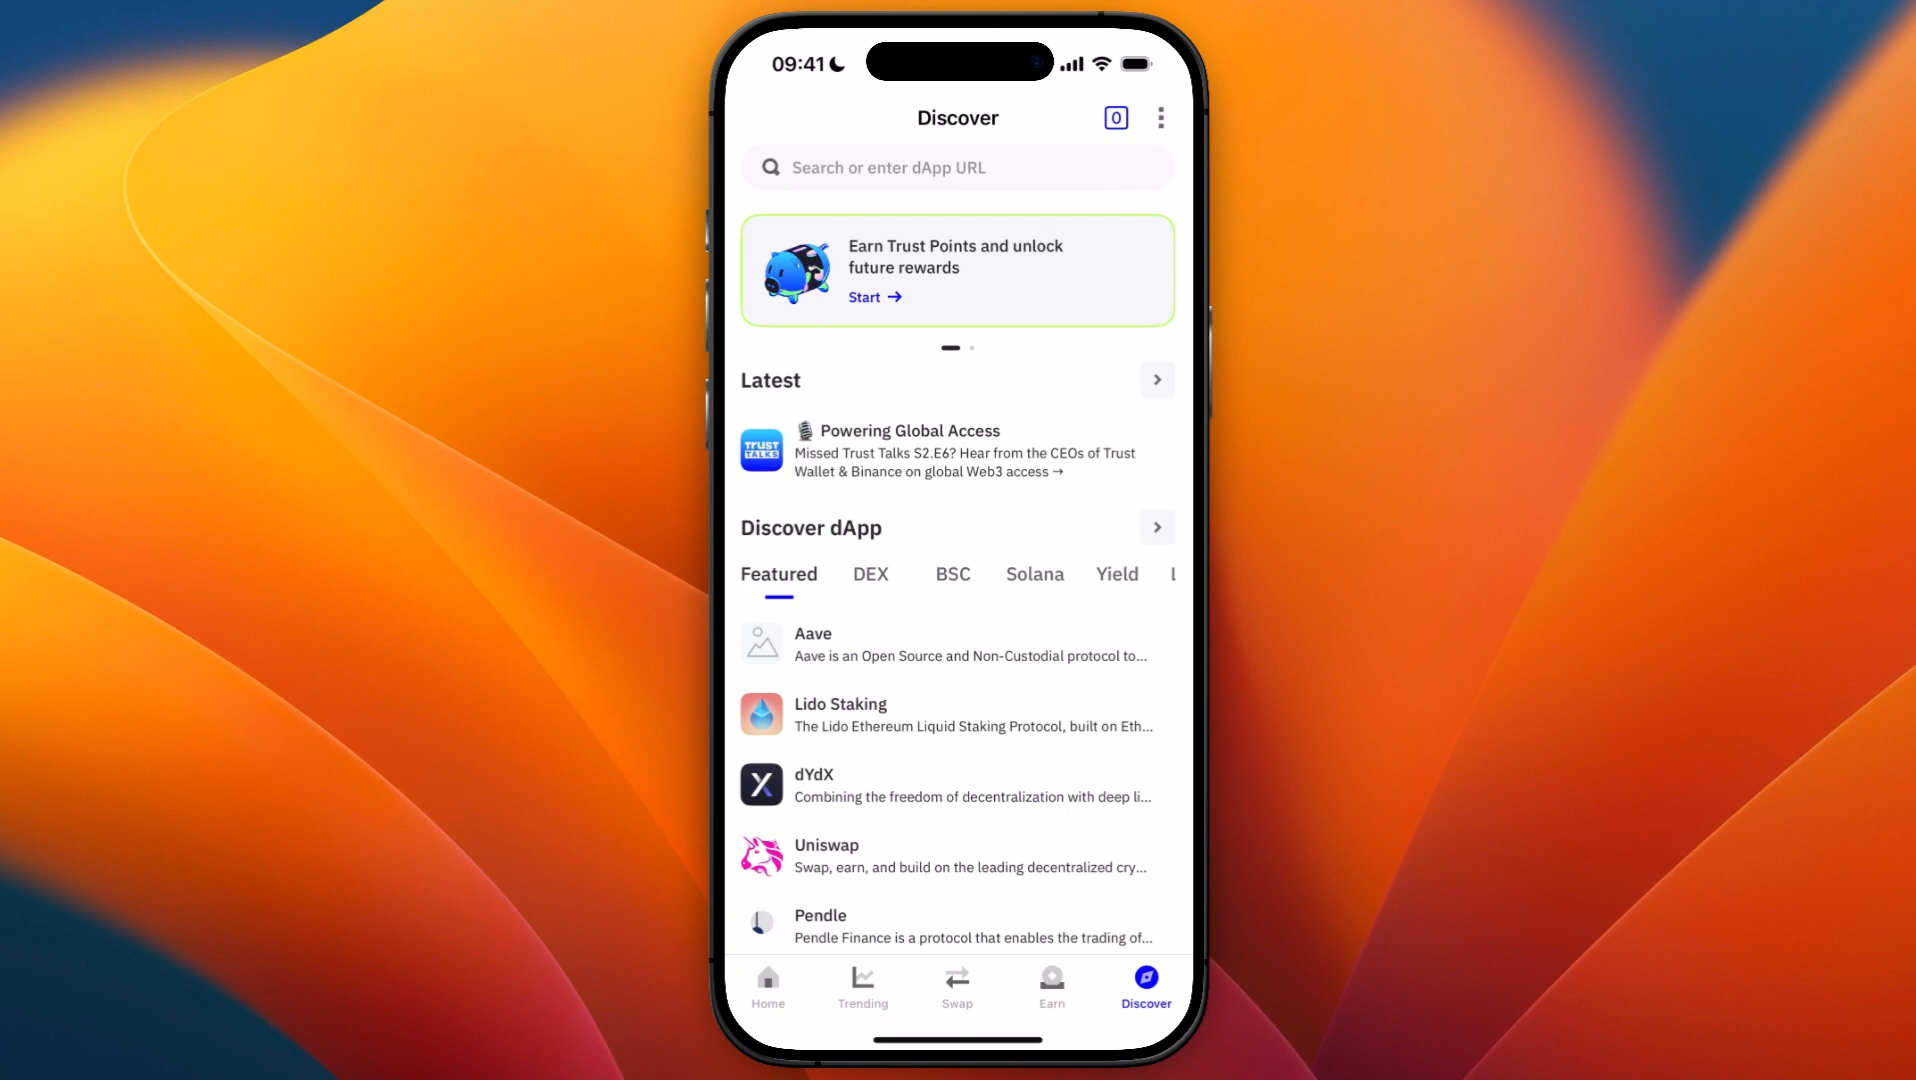 09:41
Discover
0
Search or enter dApp URL
Earn Trust Points and unlock
future rewards
Start →
Latest
TRUST
TALKS
🎙 Powering Global Access
Missed Trust Talks S2.E6? Hear from the CEOs of Trust
Wallet & Binance on global Web3 access →
Discover dApp
Featured DEX BSC Solana Yield L
Aave
Aave is an Open Source and Non-Custodial protocol to...
Lido Staking
The Lido Ethereum Liquid Staking Protocol, built on Eth...
dYdX
Combining the freedom of decentralization with deep li...
Uniswap
Swap, earn, and build on the leading decentralized cry...
Pendle
Pendle Finance is a protocol that enables the trading of...
Home Trending Swap Earn Discover